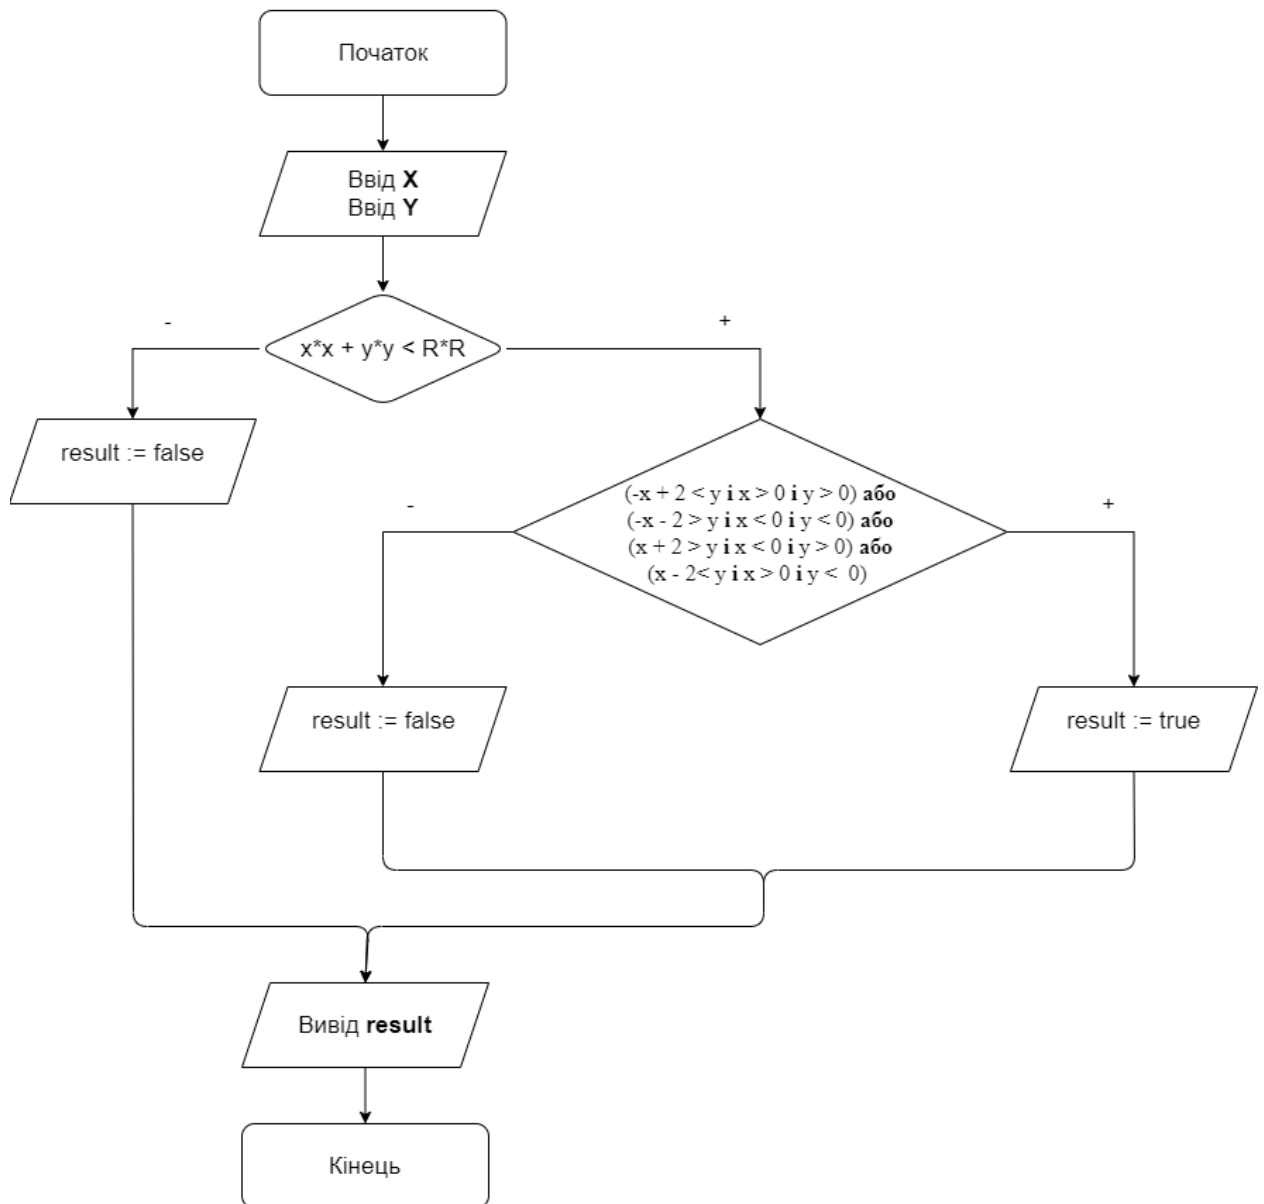 Початок
Ввід X
Ввід Y
-
+
x*x + y*y < R*R
result := false
-
+
(-x + 2 < y і x > 0 і y > 0) або
(-x - 2 > y і x < 0 і y < 0) або
(x + 2 > y і x < 0 і y > 0) або
(x - 2< y і x > 0 і y < 0)
result := false
result := true
Вивід result
Кінець